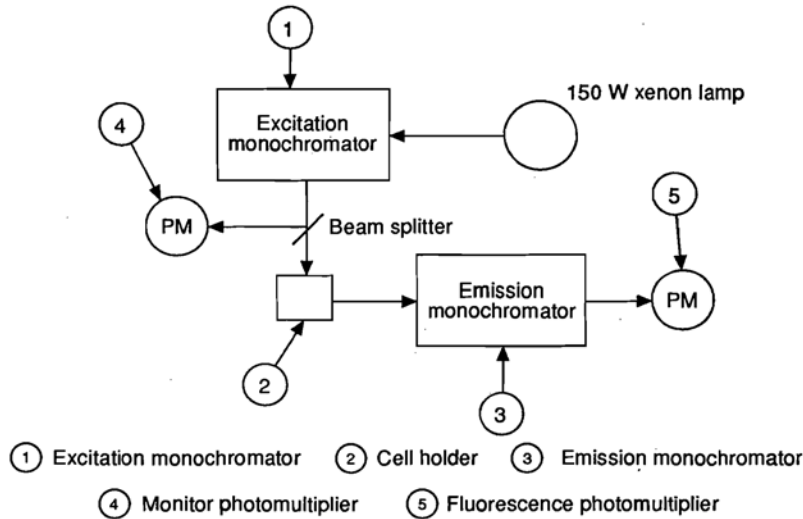 1
150 W xenon lamp
4
Excitation
monochromator
5
PM
Beam splitter
Emission
monochromator
PM
2
3
1 Excitation monochromator 2 Cell holder 3 Emission monochromator
4 Monitor photomultiplier 5 Fluorescence photomultiplier